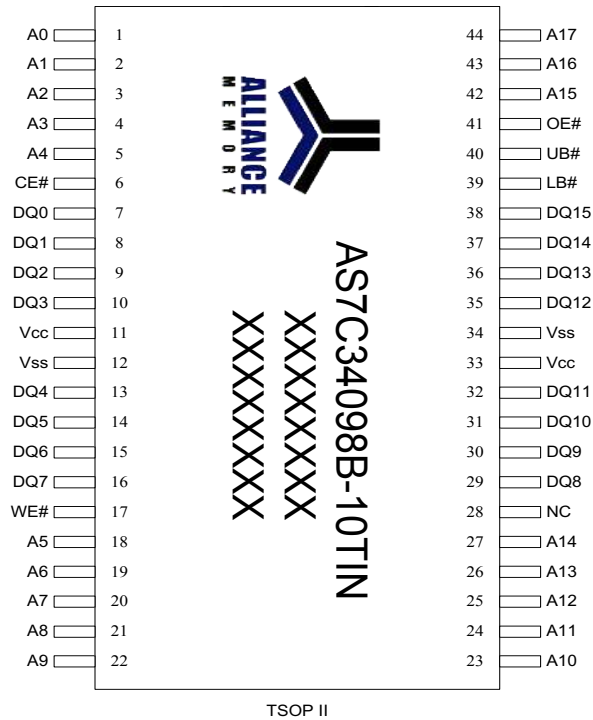 A0 1 44 A17
A1 2 43 A16
A2 3 42 A15
A3 4 41 OE#
A4 5 40 UB#
CE# 6 39 LB#
DQ0 7 38 DQ15
DQ1 8 37 DQ14
DQ2 9 36 DQ13
DQ3 10 35 DQ12
Vcc 11 34 Vss
Vss 12 33 Vcc
DQ4 13 32 DQ11
DQ5 14 31 DQ10
DQ6 15 30 DQ9
DQ7 16 29 DQ8
WE# 17 28 NC
A5 18 27 A14
A6 19 26 A13
A7 20 25 A12
A8 21 24 A11
A9 22 23 A10
ALLIANCE
MEMORY
AS7C34098B-10TIN
XXXXXXXX
XXXXXXXX
TSOP II